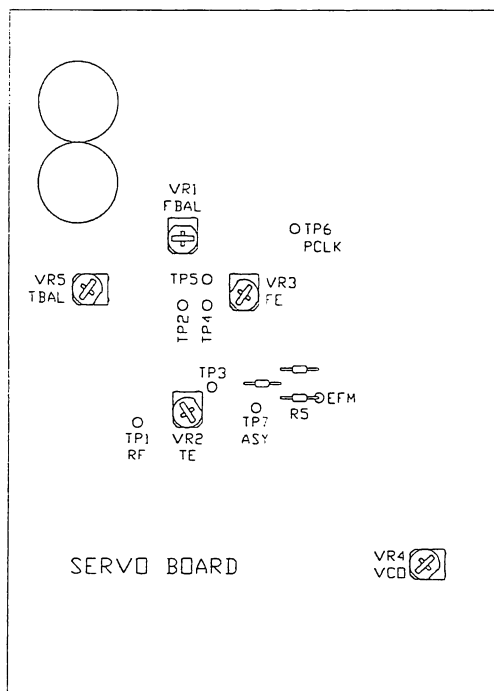 VR1
FBAL
TP6
PCLK
VR5
TBAL
TP5
VR3
FE
TP2
TP4
TP3
EFM
R5
TP1
RF
VR2
TE
TP7
ASY
SERVO BOARD
VR4
VCO